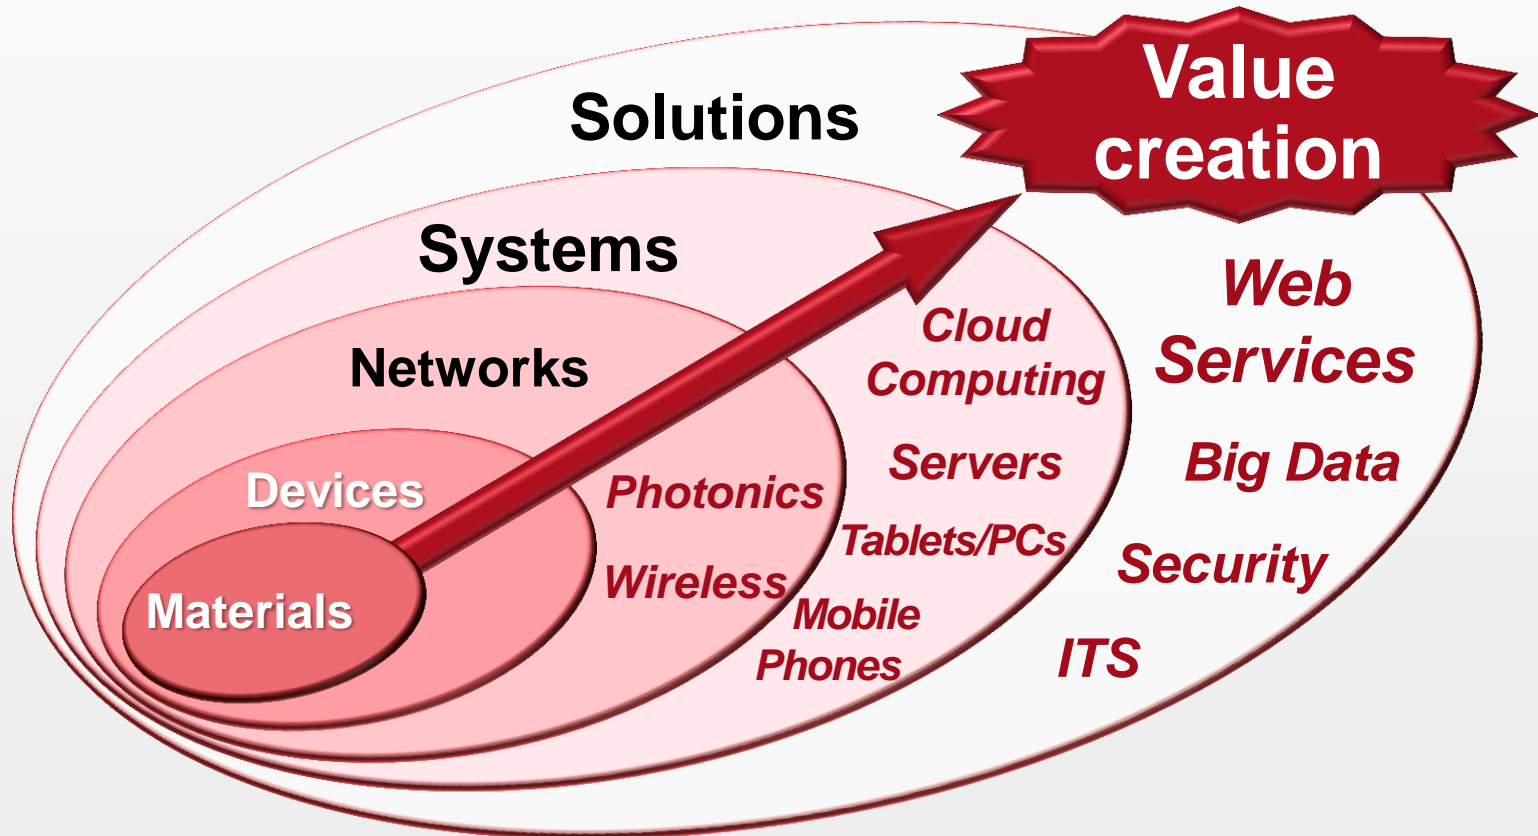 Value
creation
Solutions
Systems
Networks
Devices
Materials
Web
Services
Big Data
Security
ITS
Cloud
Computing
Servers
Tablets/PCs
Mobile
Phones
Photonics
Wireless